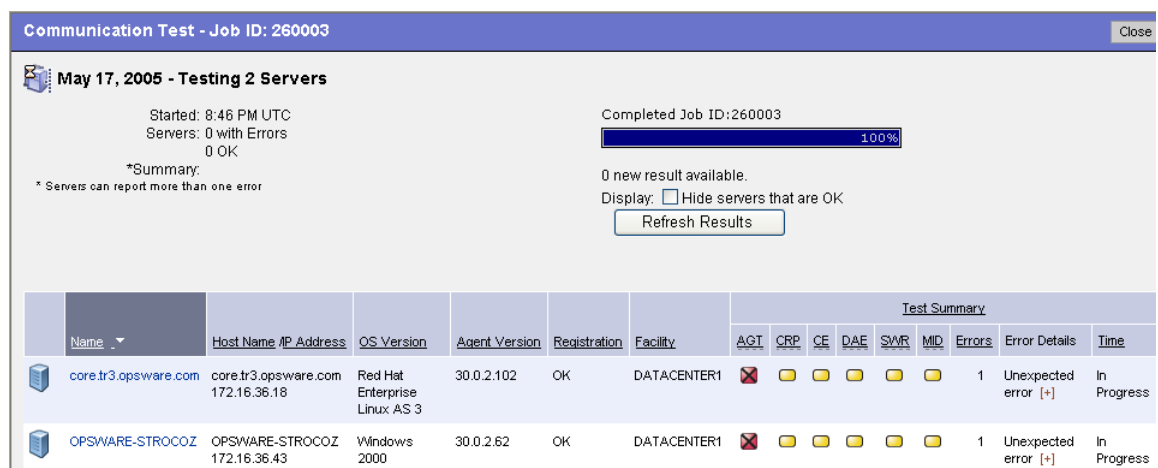 Communication Test - Job ID: 260003
Close
May 17, 2005 - Testing 2 Servers
Started: 8:46 PM UTC
Servers: 0 with Errors
0 OK
*Summary:
* Servers can report more than one error
Completed Job ID:260003
100%
0 new result available.
Display: Hide servers that are OK
Refresh Results
Test Summary
Name Host Name /IP Address OS Version Agent Version Registration Facility AGT CRP CE DAE SWR MID Errors Error Details Time
core.tr3.opsware.com core.tr3.opsware.com Red Hat 30.0.2.102 OK DATACENTER1 1 Unexpected In
172.16.36.18 Enterprise error [+] Progress
Linux AS 3
OPSWARE-STROCOZ OPSWARE-STROCOZ Windows 30.0.2.62 OK DATACENTER1 1 Unexpected In
172.16.36.43 2000 error [+] Progress